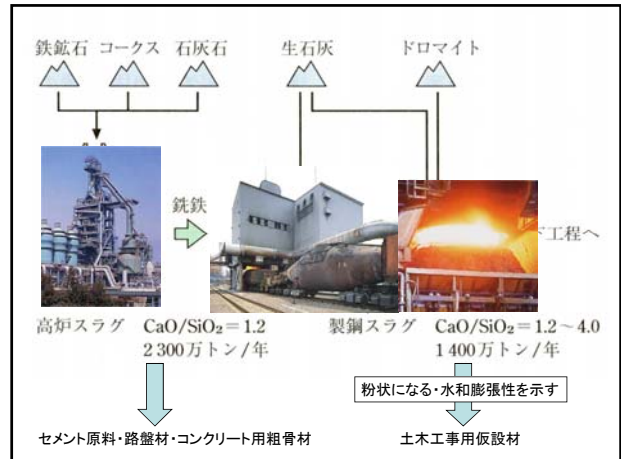 鉄鉱石 コークス 石灰石 生石灰 ドロマイト
銑鉄
ド工程へ
高炉スラグ CaO/SiO₂=1.2
2300万トン/年
製鋼スラグ CaO/SiO₂=1.2～4.0
1400万トン/年
粉状になる・水和膨張性を示す
セメント原料・路盤材・コンクリート用粗骨材
土木工事用仮設材